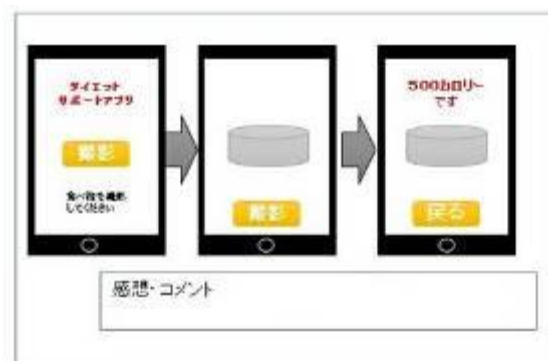 ダイエット
サポートアプリ
撮影
食べ物を撮影
してください
撮影
500カロリー
です
戻る
感想・コメント